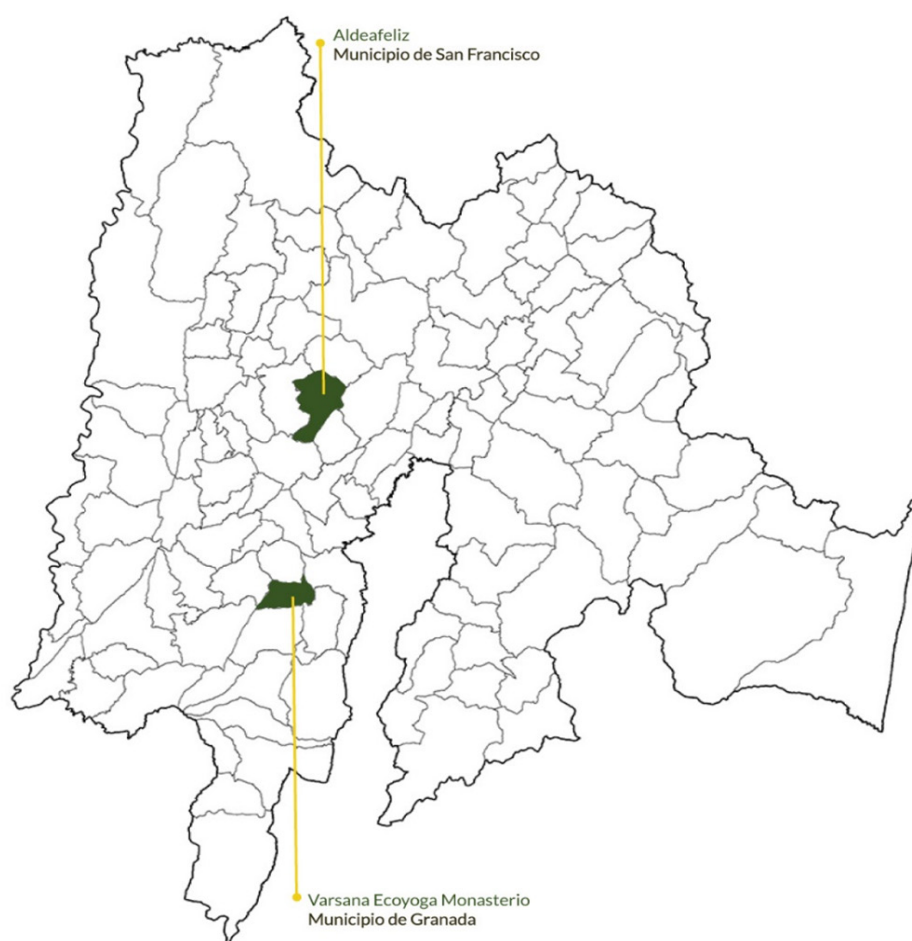 Aldeafeliz
Municipio de San Francisco
Varsana Ecoyoga Monasterio
Municipio de Granada